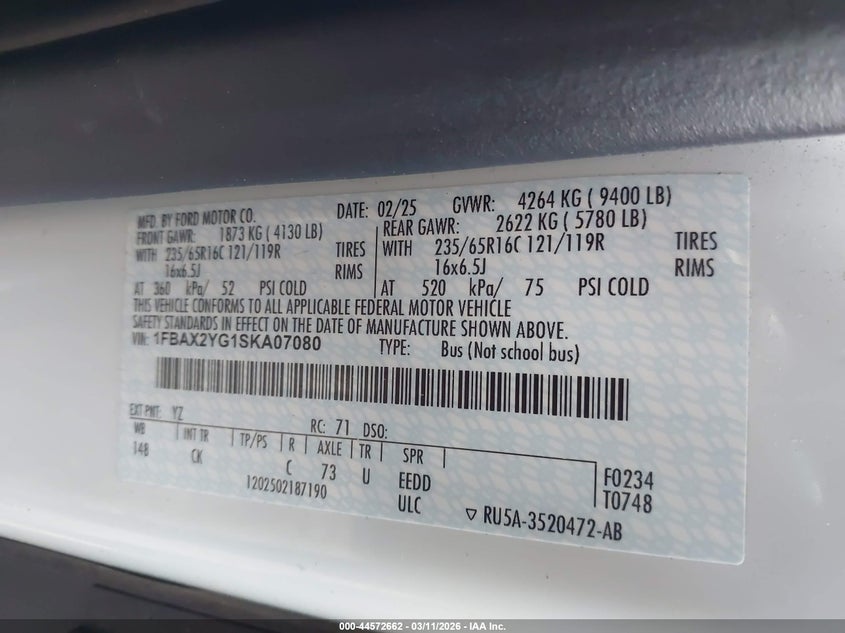 MFD. BY FORD MOTOR CO. DATE: 02/25 GVWR: 4264 KG ( 9400 LB)
FRONT GAWR: 1873 KG ( 4130 LB) REAR GAWR: 2622 KG ( 5780 LB)
WITH 235/65R16C 121/119R TIRES WITH 235/65R16C 121/119R TIRES
16x6.5J RIMS 16x6.5J RIMS
AT 360 kPa/ 52 PSI COLD AT 520 kPa/ 75 PSI COLD
THIS VEHICLE CONFORMS TO ALL APPLICABLE FEDERAL MOTOR VEHICLE
SAFETY STANDARDS IN EFFECT ON THE DATE OF MANUFACTURE SHOWN ABOVE.
VIN: 1FBAX2YG1SKA07080 TYPE: Bus (Not school bus)
EXT PNT: YZ RC: 71 DSO:
WB INT TR TP/PS R AXLE TR SPR
148 CK C 73 U EEDD F0234
1202502187190 ULC T0748
▽ RU5A-3520472-AB
000-44572662 - 03/11/2026 - IAA Inc.